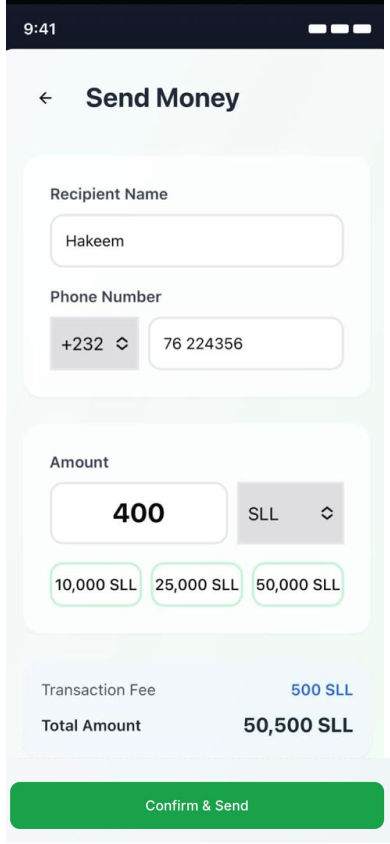 9:41
Send Money
Recipient Name
Hakeem
Phone Number
+232 76 224356
Amount
400 SLL
10,000 SLL 25,000 SLL 50,000 SLL
Transaction Fee 500 SLL
Total Amount 50,500 SLL
Confirm & Send